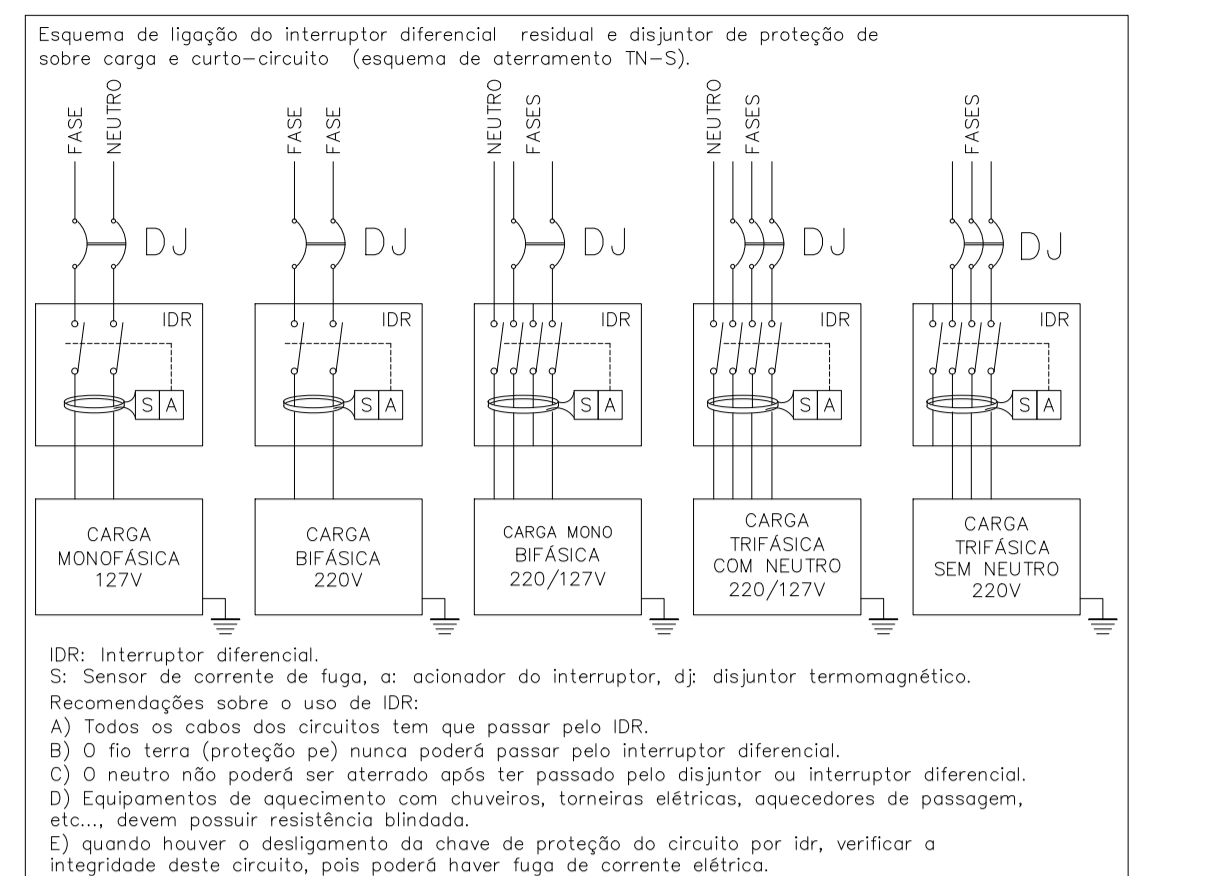 Esquema de ligação do interruptor diferencial residual e disjuntor de proteção de
sobre carga e curto-circuito (esquema de aterramento TN-S).
FASE
NEUTRO
FASE
FASE
NEUTRO
FASES
NEUTRO
FASES
FASES
DJ
DJ
DJ
DJ
DJ
IDR
IDR
IDR
IDR
IDR
S A
S A
S A
S A
S A
CARGA
MONOFÁSICA
127V
CARGA
BIFÁSICA
220V
CARGA MONO
BIFÁSICA
220/127V
CARGA
TRIFÁSICA
COM NEUTRO
220/127V
CARGA
TRIFÁSICA
SEM NEUTRO
220V
IDR: Interruptor diferencial.
S: Sensor de corrente de fuga, a: acionador do interruptor, dj: disjuntor termomagnético.
Recomendações sobre o uso de IDR:
A) Todos os cabos dos circuitos tem que passar pelo IDR.
B) O fio terra (proteção pe) nunca poderá passar pelo interruptor diferencial.
C) O neutro não poderá ser aterrado após ter passado pelo disjuntor ou interruptor diferencial.
D) Equipamentos de aquecimento com chuveiros, torneiras elétricas, aquecedores de passagem,
etc..., devem possuir resistência blindada.
E) quando houver o desligamento da chave de proteção do circuito por idr, verificar a
integridade deste circuito, pois poderá haver fuga de corrente elétrica.